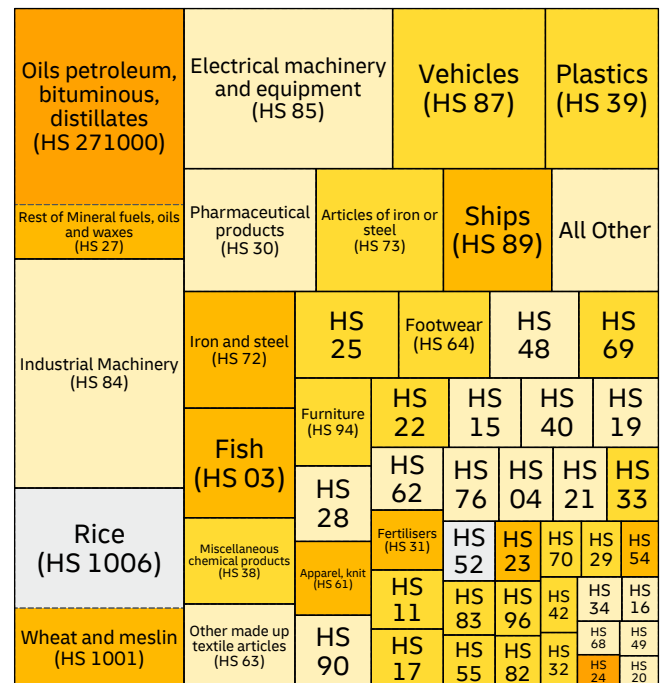 Oils petroleum,
bituminous,
distillates
(HS 271000)
Rest of Mineral fuels, oils
and waxes
(HS 27)
Industrial Machinery
(HS 84)
Rice
(HS 1006)
Wheat and meslin
(HS 1001)
Electrical machinery
and equipment
(HS 85)
Vehicles
(HS 87)
Plastics
(HS 39)
Pharmaceutical
products
(HS 30)
Articles of iron or
steel
(HS 73)
Ships
(HS 89)
All Other
Iron and steel
(HS 72)
Fish
(HS 03)
Miscellaneous
chemical products
(HS 38)
Other made up
textile articles
(HS 63)
HS
25
Footwear
(HS 64)
HS
48
HS
69
Furniture
(HS 94)
HS
28
Apparel, knit
(HS 61)
HS
90
HS
22
HS
15
HS
40
HS
19
HS
62
Fertilisers
(HS 31)
HS
11
HS
17
HS
76
HS
04
HS
21
HS
33
HS
52
HS
23
HS
70
HS
29
HS
54
HS
83
HS
96
HS
42
HS
34
HS
16
HS
55
HS
82
HS
32
HS
68
HS
49
HS
24
HS
20